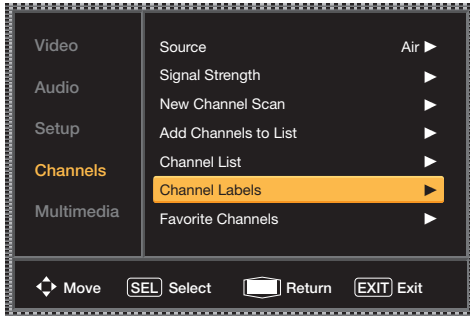 Video
Audio
Setup
Channels
Multimedia
Source Air
Signal Strength
New Channel Scan
Add Channels to List
Channel List
Channel Labels
Favorite Channels
Move SEL Select Return EXIT Exit